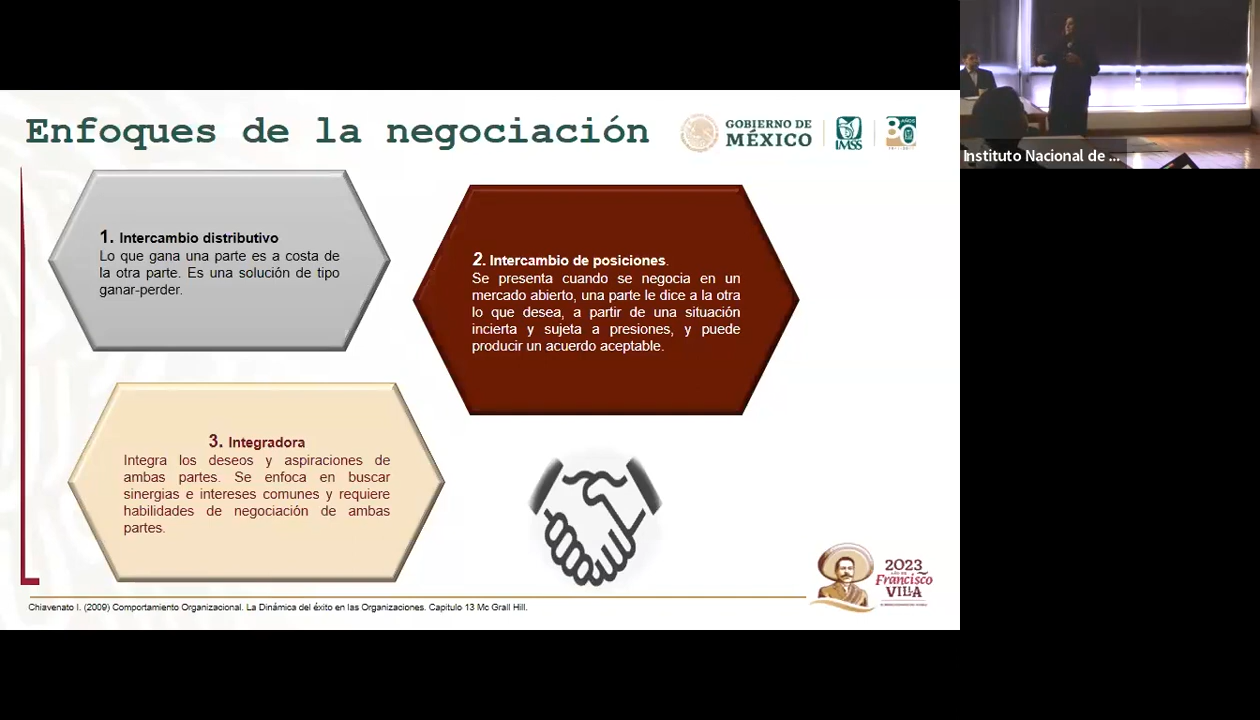 Enfoques de la negociación
GOBIERNO DE
MÉXICO
IMSS
Instituto Nacional de ...
1. Intercambio distributivo
Lo que gana una parte es a costa de
la otra parte. Es una solución de tipo
ganar-perder.
2. Intercambio de posiciones.
Se presenta cuando se negocia en un
mercado abierto, una parte le dice a la otra
lo que desea, a partir de una situación
incierta y sujeta a presiones, y puede
producir un acuerdo aceptable.
3. Integradora
Integra los deseos y aspiraciones de
ambas partes. Se enfoca en buscar
sinergias e intereses comunes y requiere
habilidades de negociación de ambas
partes.
2023
Francisco
VILLA
Chiavenato I. (2009) Comportamiento Organizacional. La Dinámica del éxito en las Organizaciones. Capitulo 13 Mc Grall Hill.